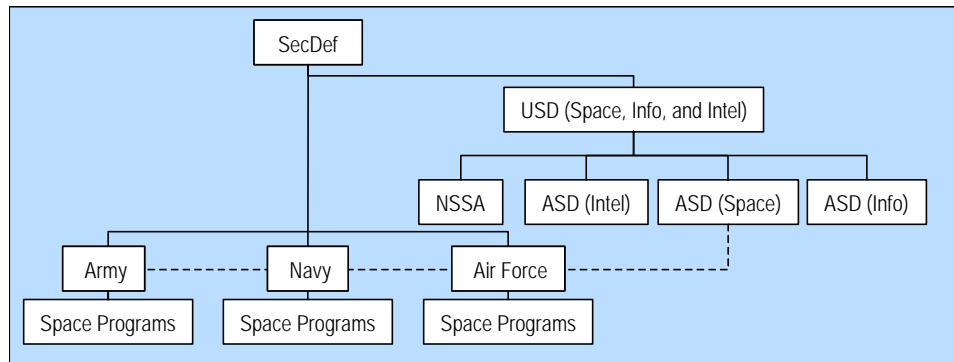 SecDef
USD (Space, Info, and Intel)
NSSA
ASD (Intel)
ASD (Space)
ASD (Info)
Army
Navy
Air Force
Space Programs
Space Programs
Space Programs